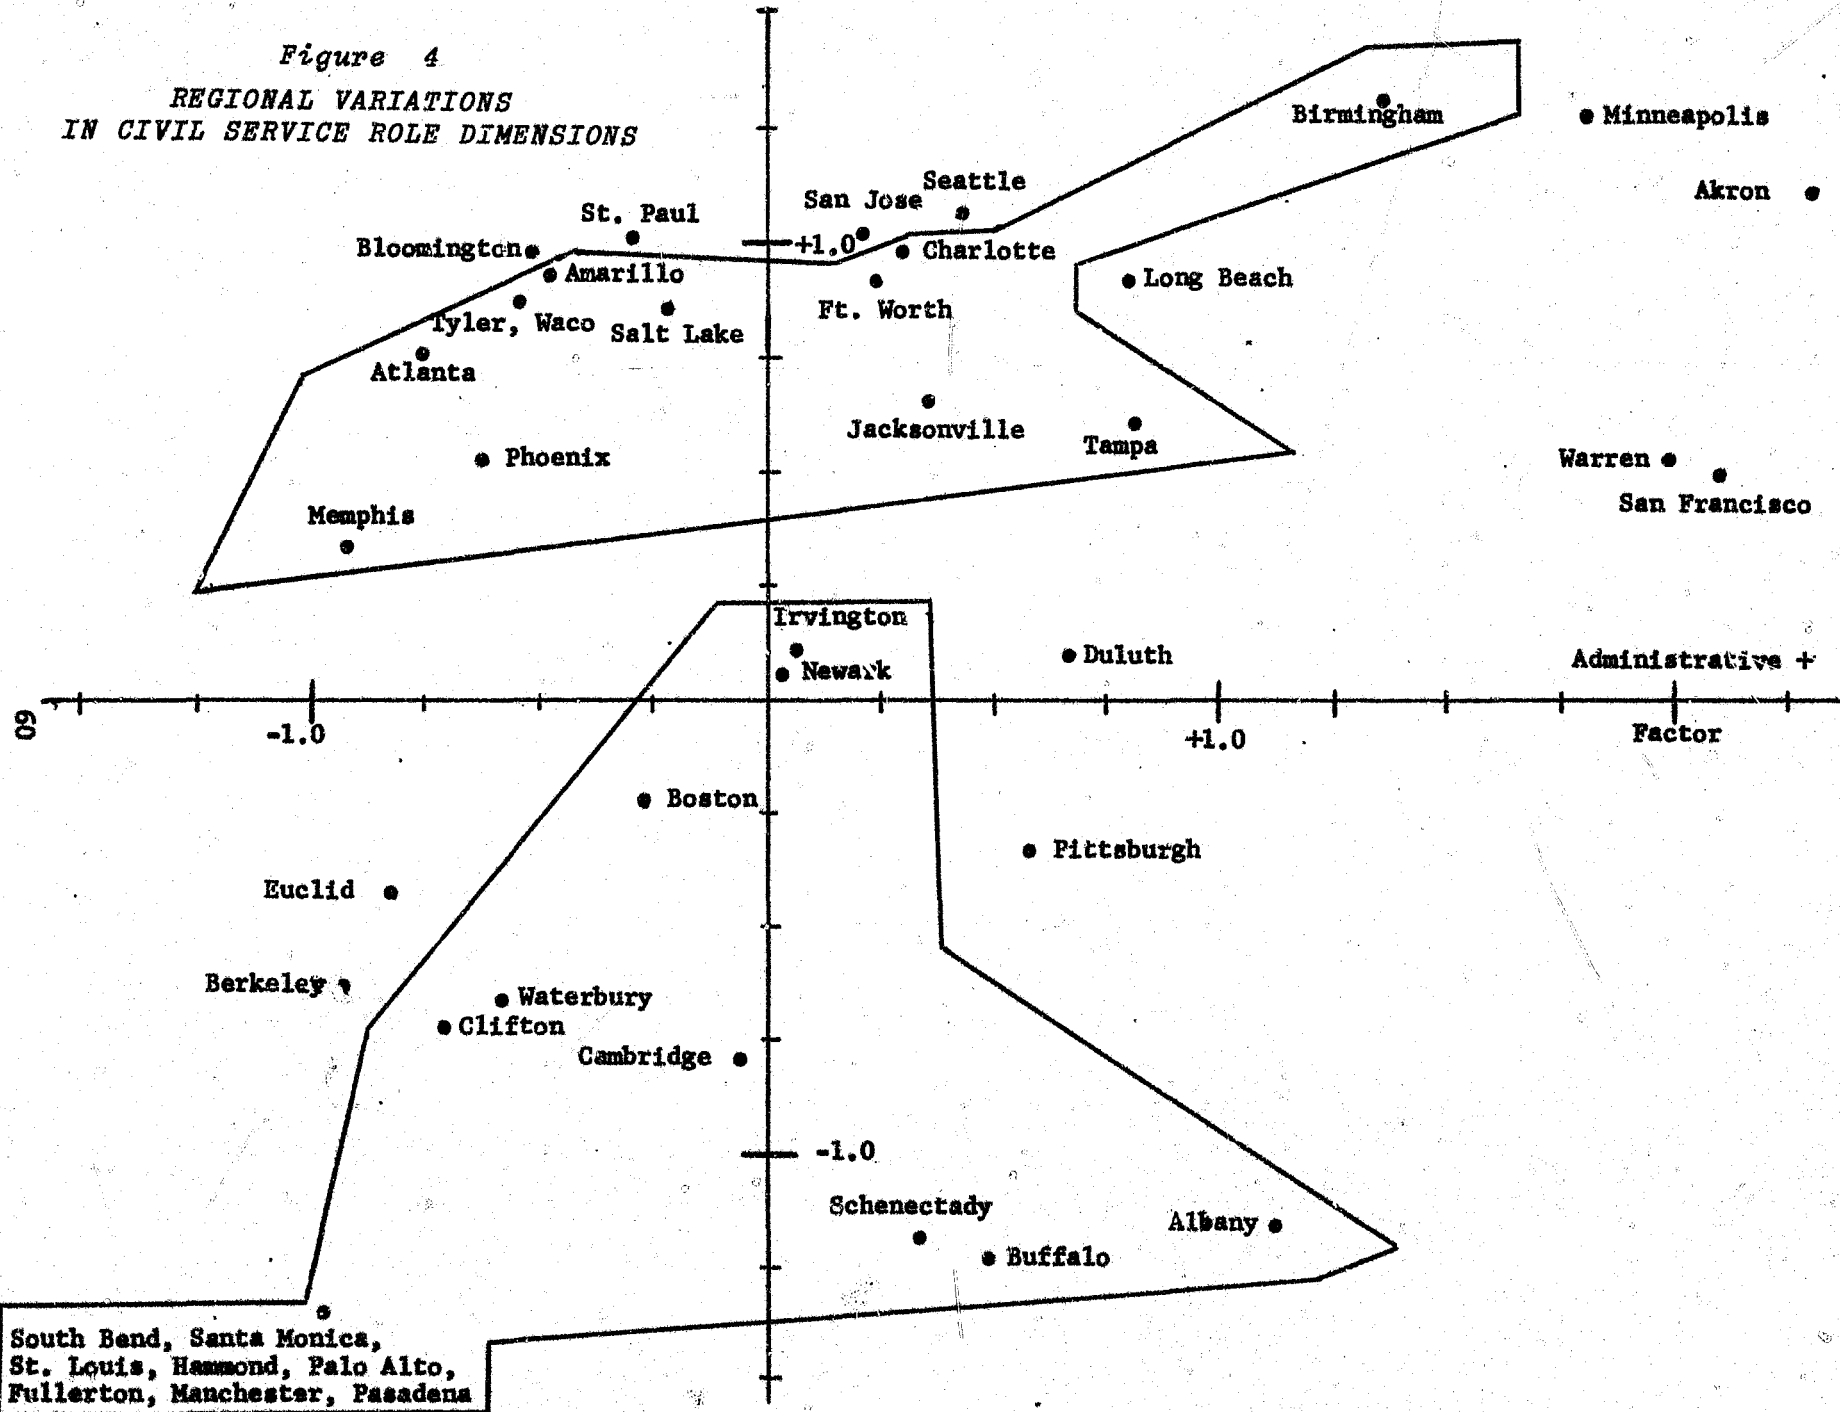 Figure 4
REGIONAL VARIATIONS
IN CIVIL SERVICE ROLE DIMENSIONS
Birmingham
Minneapolis
Akron
Seattle
San Jose
St. Paul
Bloomington
+1.0
Charlotte
Amarillo
Long Beach
Ft. Worth
Tyler, Waco
Salt Lake
Atlanta
Jacksonville
Tampa
Phoenix
Warren
San Francisco
Memphis
Irvington
Newark
Duluth
Administrative +
60
-1.0
+1.0
Factor
Boston
Pittsburgh
Euclid
Berkeley
Waterbury
Clifton
Cambridge
-1.0
Schenectady
Albany
Buffalo
South Bend, Santa Monica,
St. Louis, Hammond, Palo Alto,
Fullerton, Manchester, Pasadena